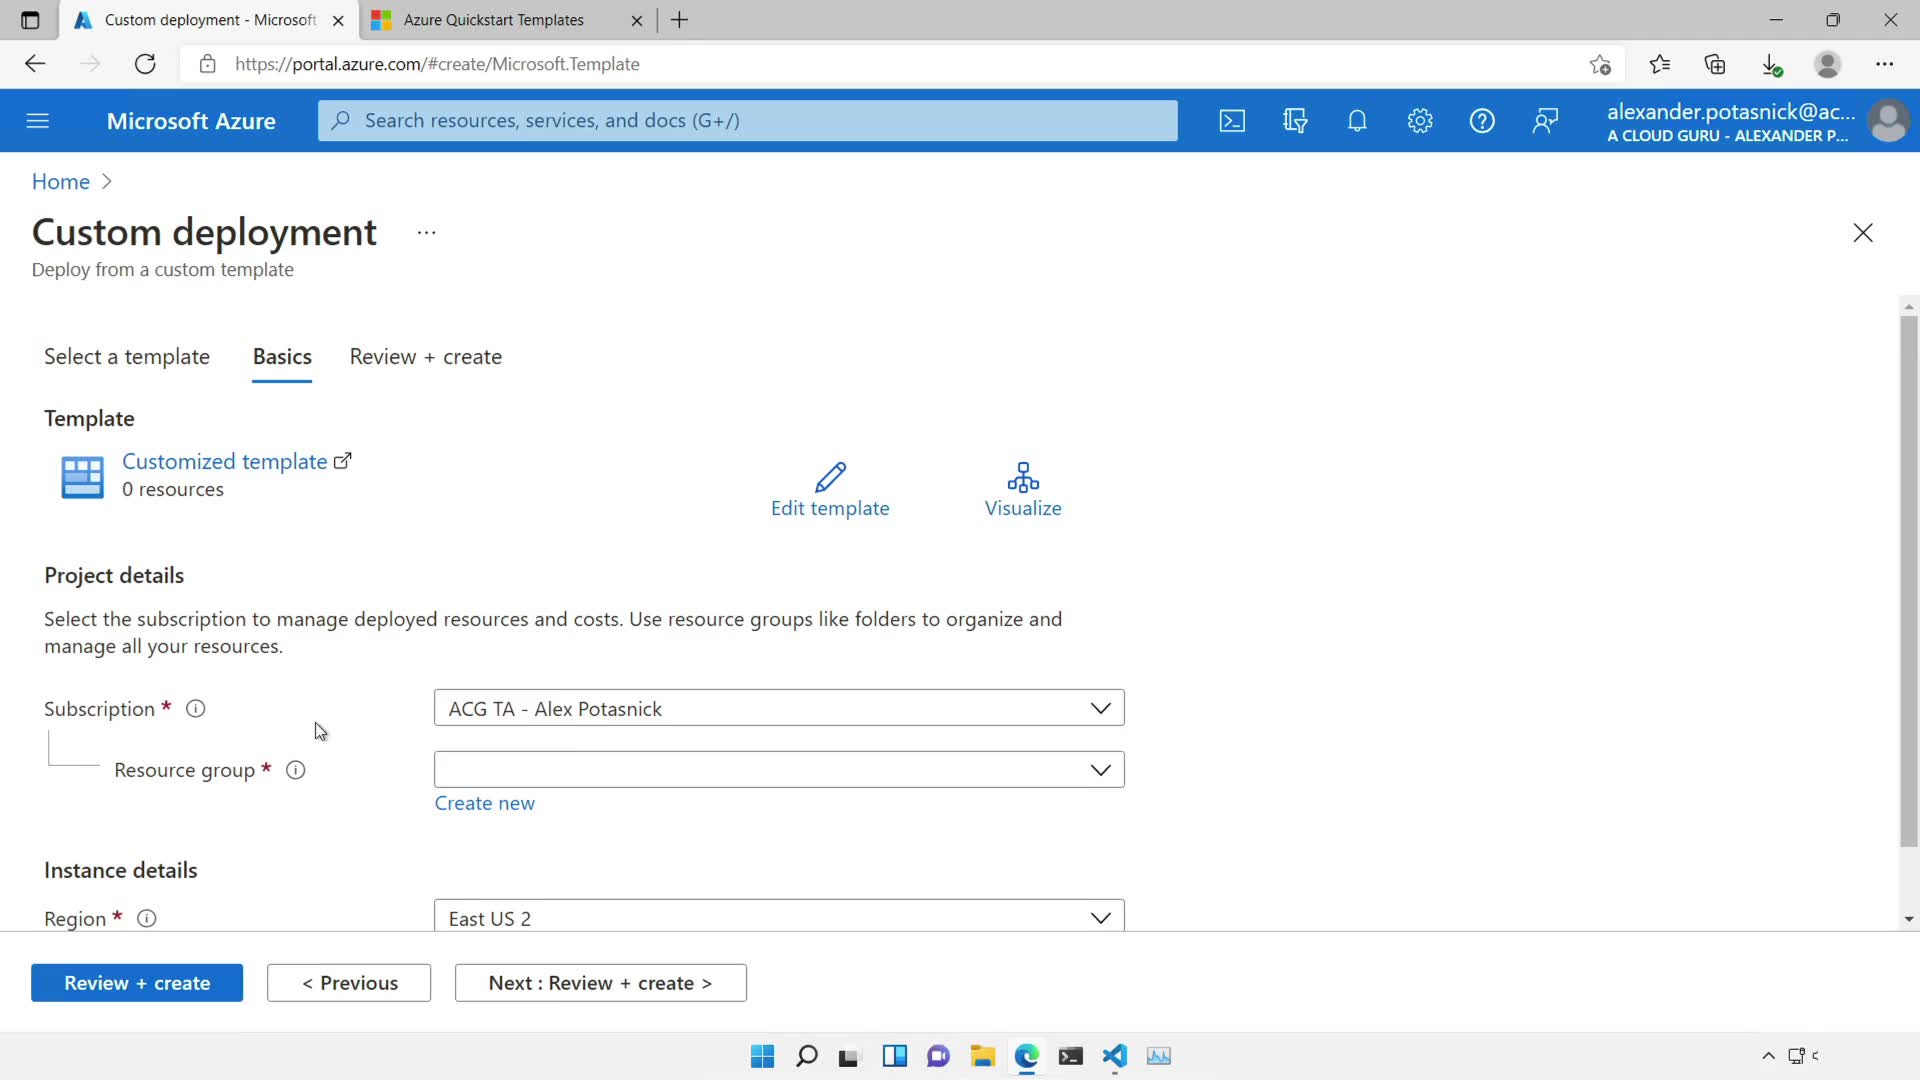 Custom deployment - Microsoft
Azure Quickstart Templates
https://portal.azure.com/#create/Microsoft.Template
Microsoft Azure
Search resources, services, and docs (G+/)
alexander.potasnick@ac...
A CLOUD GURU - ALEXANDER P...
Home
Custom deployment
Deploy from a custom template
Select a template
Basics
Review + create
Template
Customized template
0 resources
Edit template
Visualize
Project details
Select the subscription to manage deployed resources and costs. Use resource groups like folders to organize and
manage all your resources.
Subscription *
ACG TA - Alex Potasnick
Resource group *
Create new
Instance details
Region *
East US 2
Review + create
< Previous
Next : Review + create >